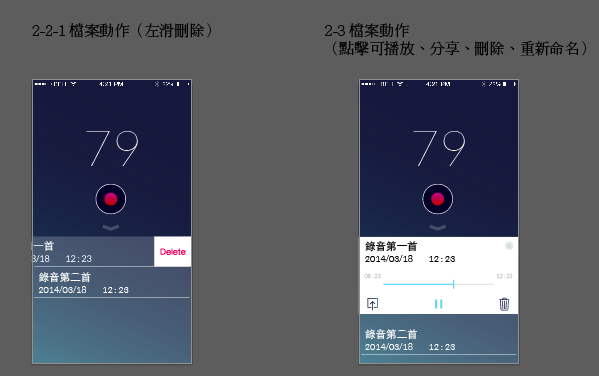 2-2-1 檔案動作（左滑刪除）
4:21 PM
22%
79
一首
3/18 12:23
Delete
錄音第二首
2014/03/18 12:23
2-3 檔案動作
（點擊可播放、分享、刪除、重新命名）
4:21 PM
22%
79
錄音第一首
2014/03/18 12:23
08:23
12:23
錄音第二首
2014/03/18 12:23